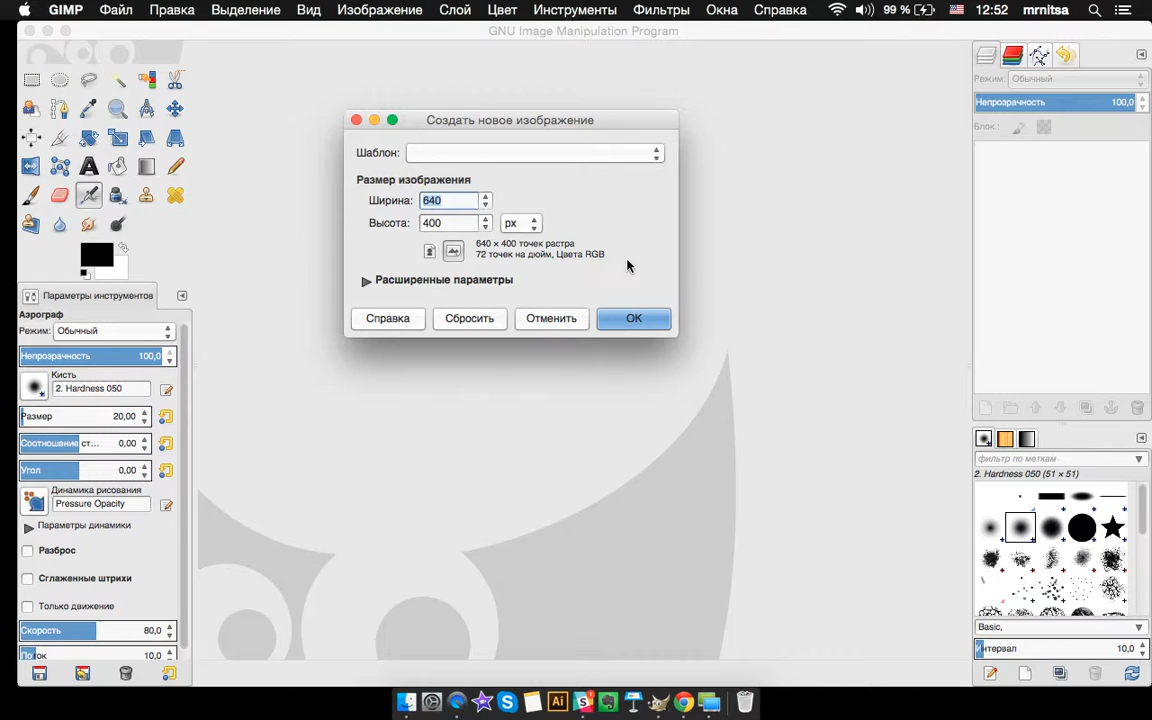 GIMP Файл Правка Выделение Вид Изображение Слой Цвет Инструменты Фильтры Окна Справка 99 % 12:52 mrnitsa
GNU Image Manipulation Program
Режим: Обычный
Непрозрачность 100,0
Блок.:
Создать новое изображение
Шаблон:
Размер изображения
Ширина: 640
Высота: 400 px
640 × 400 точек растра
72 точек на дюйм, Цвета RGB
Расширенные параметры
Справка Сбросить Отменить OK
Параметры инструментов
Аэрограф
Режим: Обычный
Непрозрачность 100,0
Кисть
2. Hardness 050
Размер 20,00
Соотношение ст... 0,00
Угол 0,00
Динамика рисования
Pressure Opacity
Параметры динамики
Разброс
Сглаженные штрихи
Только движение
Скорость 80,0
Поток 10,0
фильтр по меткам
2. Hardness 050 (51 × 51)
Basic,
Интервал 10,0
Ai